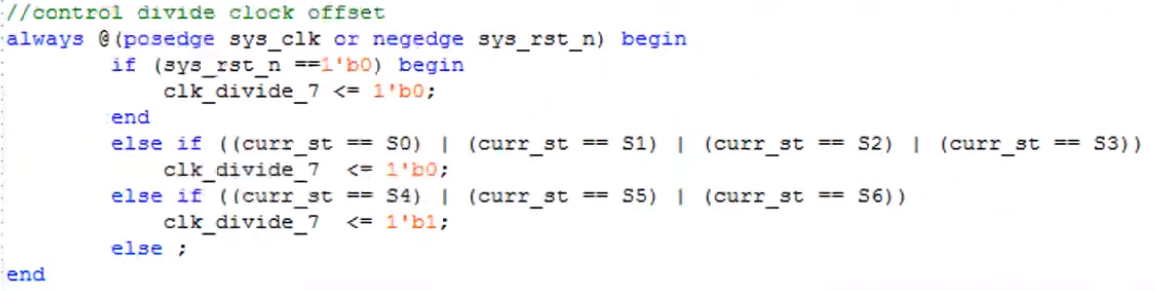 //control divide clock offset
always @(posedge sys_clk or negedge sys_rst_n) begin
if (sys_rst_n ==1'b0) begin
clk_divide_7 <= 1'b0;
end
else if ((curr_st == S0) | (curr_st == S1) | (curr_st == S2) | (curr_st == S3))
clk_divide_7 <= 1'b0;
else if ((curr_st == S4) | (curr_st == S5) | (curr_st == S6))
clk_divide_7 <= 1'b1;
else ;
end